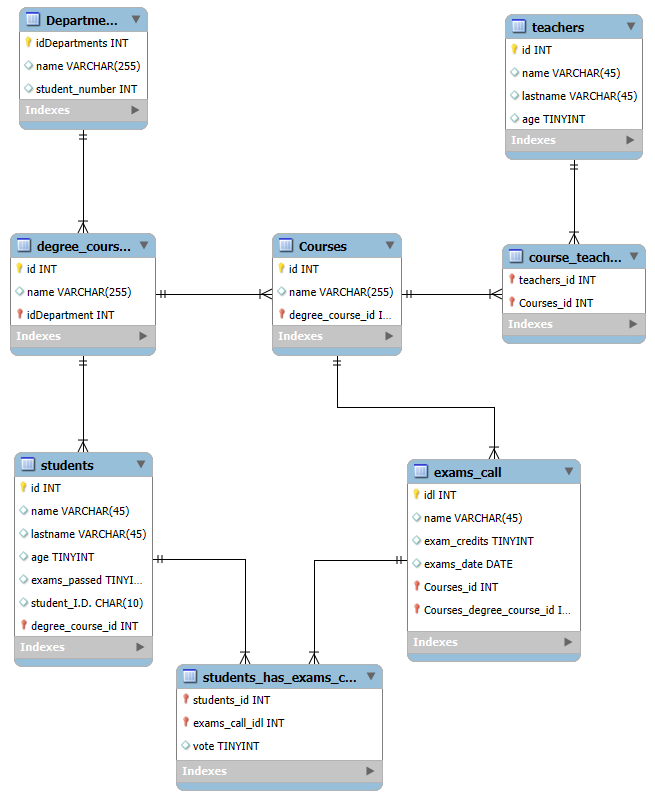 Departme...
idDepartments INT
name VARCHAR(255)
student_number INT
Indexes
teachers
id INT
name VARCHAR(45)
lastname VARCHAR(45)
age TINYINT
Indexes
degree_cours...
id INT
name VARCHAR(255)
idDepartment INT
Indexes
Courses
id INT
name VARCHAR(255)
degree_course_id I...
Indexes
course_teach...
teachers_id INT
Courses_id INT
Indexes
students
id INT
name VARCHAR(45)
lastname VARCHAR(45)
age TINYINT
exams_passed TINYI...
student_I.D. CHAR(10)
degree_course_id INT
Indexes
exams_call
idl INT
name VARCHAR(45)
exam_credits TINYINT
exams_date DATE
Courses_id INT
Courses_degree_course_id I...
Indexes
students_has_exams_c...
students_id INT
exams_call_idl INT
vote TINYINT
Indexes